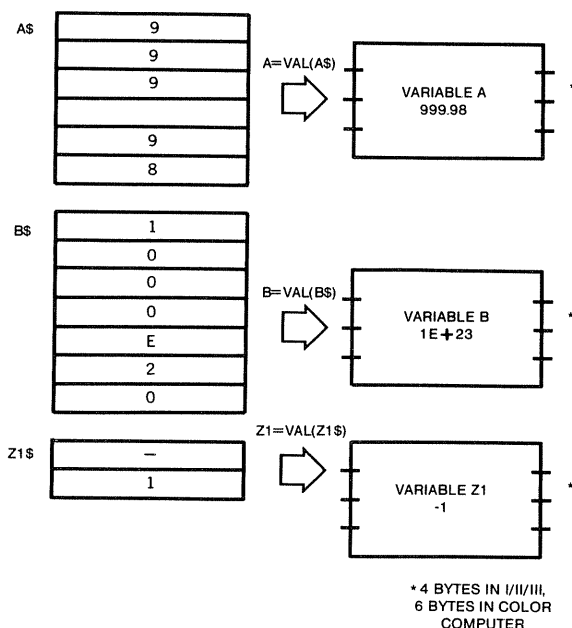 A$
9
9
9
9
8
A=VAL(A$)
VARIABLE A
999.98
*
B$
1
0
0
0
E
2
0
B=VAL(B$)
VARIABLE B
1E+23
*
Z1$
–
1
Z1=VAL(Z1$)
VARIABLE Z1
-1
*
* 4 BYTES IN I/II/III,
6 BYTES IN COLOR
COMPUTER